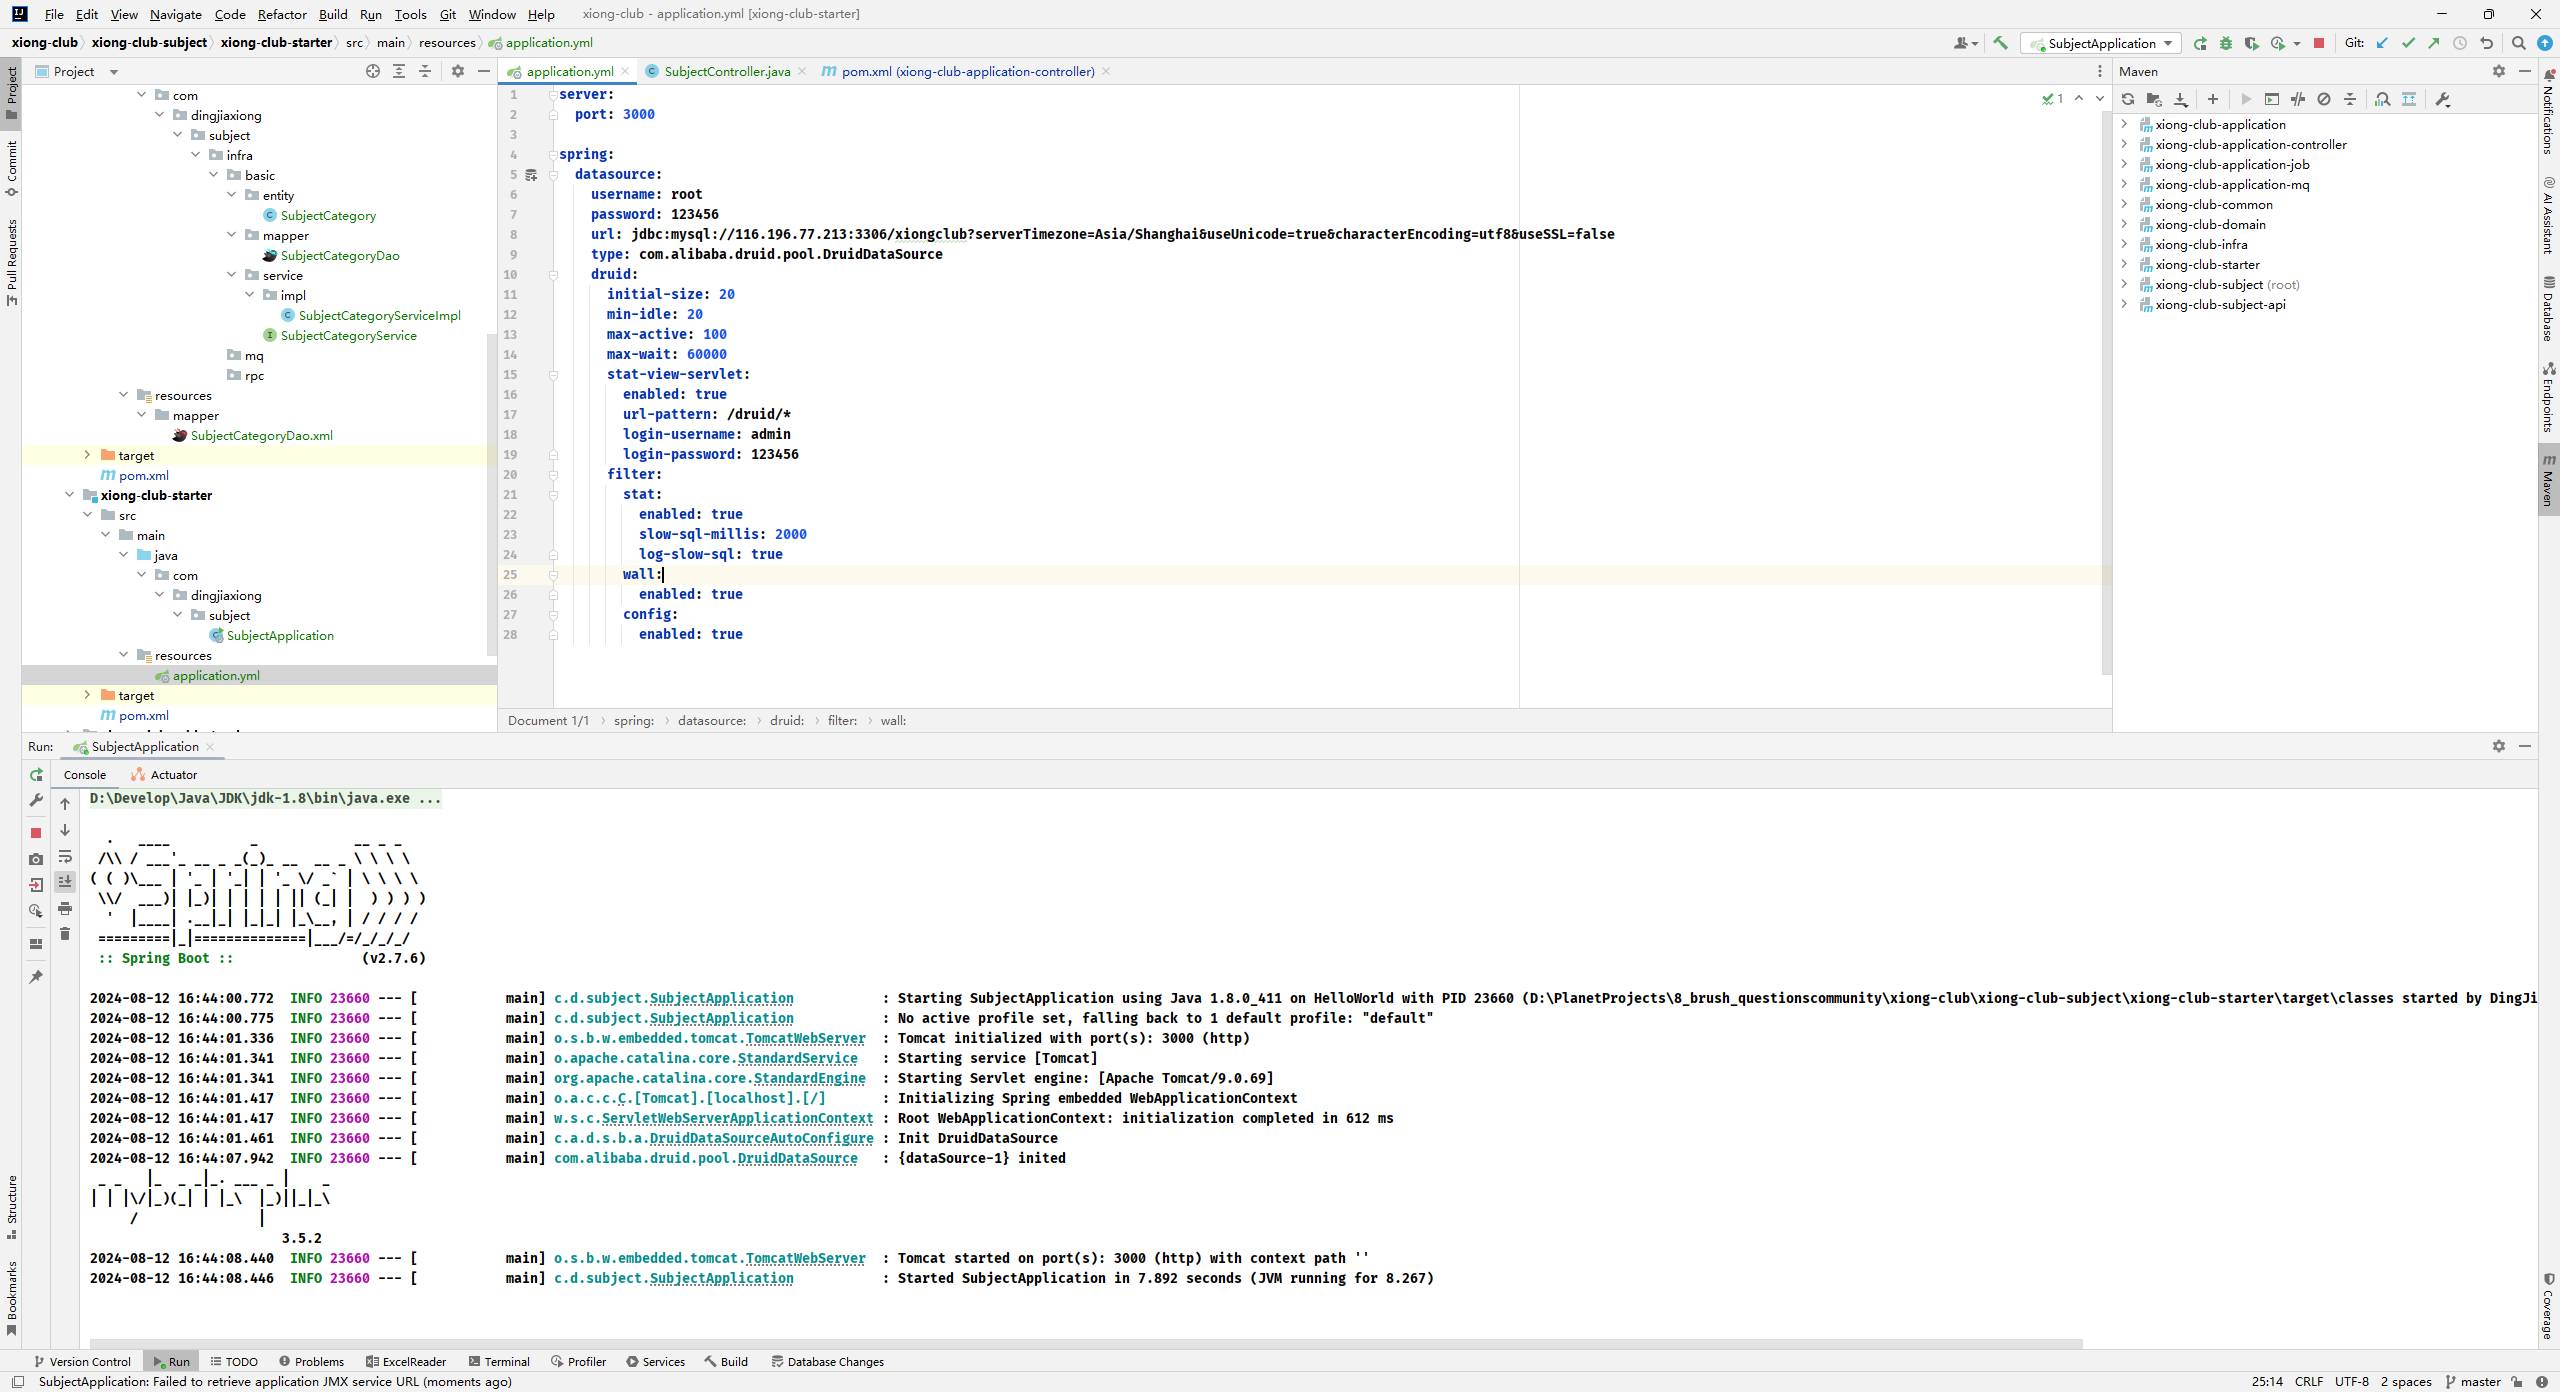 File Edit View Navigate Code Refactor Build Run Tools Git Window Help xiong-club - application.yml [xiong-club-starter]
xiong-club xiong-club-subject xiong-club-starter src main resources application.yml SubjectApplication Git:
Project
application.yml SubjectController.java pom.xml (xiong-club-application-controller)
Maven
Project
Commit
Pull Requests
com
dingjiaxiong
subject
infra
basic
entity
SubjectCategory
mapper
SubjectCategoryDao
service
impl
SubjectCategoryServiceImpl
SubjectCategoryService
mq
rpc
resources
mapper
SubjectCategoryDao.xml
target
pom.xml
xiong-club-starter
src
main
java
com
dingjiaxiong
subject
SubjectApplication
resources
application.yml
target
pom.xml
1 server:
2 port: 3000
3
4 spring:
5 datasource:
6 username: root
7 password: 123456
8 url: jdbc:mysql://116.196.77.213:3306/xiongclub?serverTimezone=Asia/Shanghai&useUnicode=true&characterEncoding=utf8&useSSL=false
9 type: com.alibaba.druid.pool.DruidDataSource
10 druid:
11 initial-size: 20
12 min-idle: 20
13 max-active: 100
14 max-wait: 60000
15 stat-view-servlet:
16 enabled: true
17 url-pattern: /druid/*
18 login-username: admin
19 login-password: 123456
20 filter:
21 stat:
22 enabled: true
23 slow-sql-millis: 2000
24 log-slow-sql: true
25 wall:
26 enabled: true
27 config:
28 enabled: true
1
Document 1/1 › spring: › datasource: › druid: › filter: › wall:
xiong-club-application
xiong-club-application-controller
xiong-club-application-job
xiong-club-application-mq
xiong-club-common
xiong-club-domain
xiong-club-infra
xiong-club-starter
xiong-club-subject (root)
xiong-club-subject-api
Notifications
AI Assistant
Database
Endpoints
Maven
Run: SubjectApplication
Console Actuator
D:\Develop\Java\JDK\jdk-1.8\bin\java.exe ...
:: Spring Boot :: (v2.7.6)
2024-08-12 16:44:00.772 INFO 23660 --- [ main] c.d.subject.SubjectApplication : Starting SubjectApplication using Java 1.8.0_411 on HelloWorld with PID 23660 (D:\PlanetProjects\8_brush_questionscommunity\xiong-club\xiong-club-subject\xiong-club-starter\target\classes started by DingJi
2024-08-12 16:44:00.775 INFO 23660 --- [ main] c.d.subject.SubjectApplication : No active profile set, falling back to 1 default profile: "default"
2024-08-12 16:44:01.336 INFO 23660 --- [ main] o.s.b.w.embedded.tomcat.TomcatWebServer : Tomcat initialized with port(s): 3000 (http)
2024-08-12 16:44:01.341 INFO 23660 --- [ main] o.apache.catalina.core.StandardService : Starting service [Tomcat]
2024-08-12 16:44:01.341 INFO 23660 --- [ main] org.apache.catalina.core.StandardEngine : Starting Servlet engine: [Apache Tomcat/9.0.69]
2024-08-12 16:44:01.417 INFO 23660 --- [ main] o.a.c.c.C.[Tomcat].[localhost].[/] : Initializing Spring embedded WebApplicationContext
2024-08-12 16:44:01.417 INFO 23660 --- [ main] w.s.c.ServletWebServerApplicationContext : Root WebApplicationContext: initialization completed in 612 ms
2024-08-12 16:44:01.461 INFO 23660 --- [ main] c.a.d.s.b.a.DruidDataSourceAutoConfigure : Init DruidDataSource
2024-08-12 16:44:07.942 INFO 23660 --- [ main] com.alibaba.druid.pool.DruidDataSource : {dataSource-1} inited
3.5.2
2024-08-12 16:44:08.440 INFO 23660 --- [ main] o.s.b.w.embedded.tomcat.TomcatWebServer : Tomcat started on port(s): 3000 (http) with context path ''
2024-08-12 16:44:08.446 INFO 23660 --- [ main] c.d.subject.SubjectApplication : Started SubjectApplication in 7.892 seconds (JVM running for 8.267)
Structure
Bookmarks
Coverage
Version Control Run TODO Problems ExcelReader Terminal Profiler Services Build Database Changes
SubjectApplication: Failed to retrieve application JMX service URL (moments ago) 25:14 CRLF UTF-8 2 spaces master